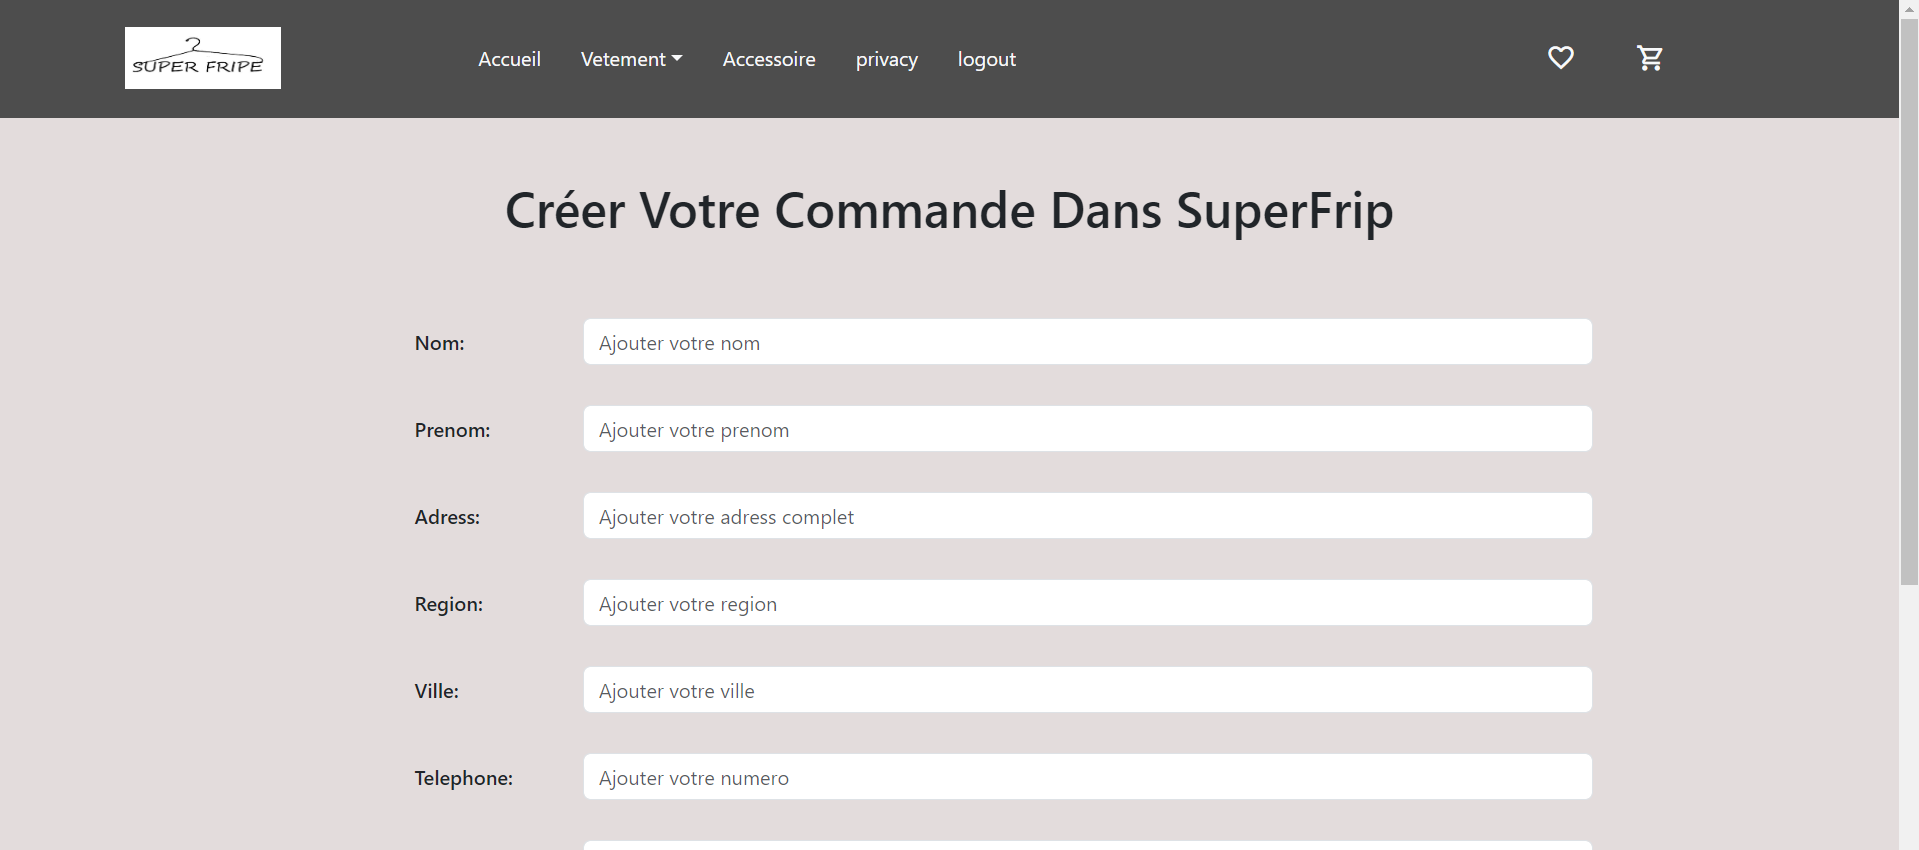 SUPER FRIPE
Accueil Vetement Accessoire privacy logout
Créer Votre Commande Dans SuperFrip
Nom: Ajouter votre nom
Prenom: Ajouter votre prenom
Adress: Ajouter votre adress complet
Region: Ajouter votre region
Ville: Ajouter votre ville
Telephone: Ajouter votre numero